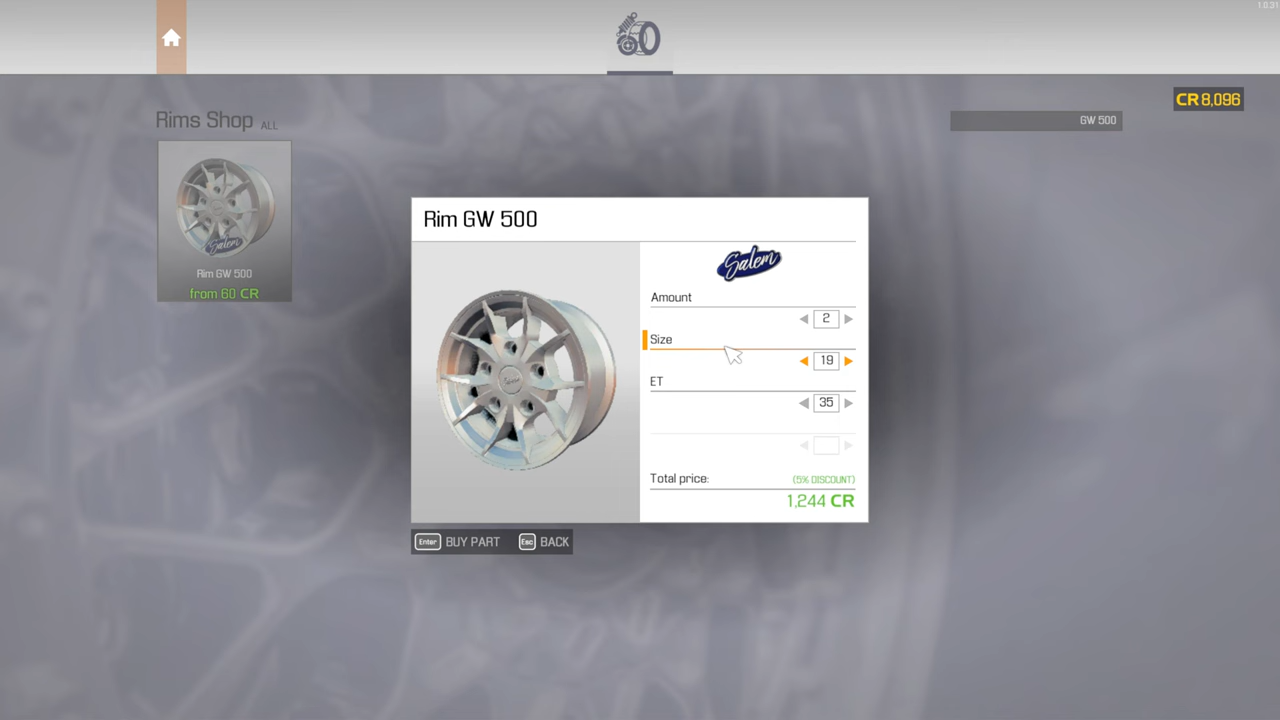 1.0.31
CR 8,096
Rims Shop ALL
GW 500
Salem
Rim GW 500
from 60 CR
Rim GW 500
Salem
Amount
2
Size
19
ET
35
Total price:
(5% DISCOUNT)
1,244 CR
Enter BUY PART Esc BACK